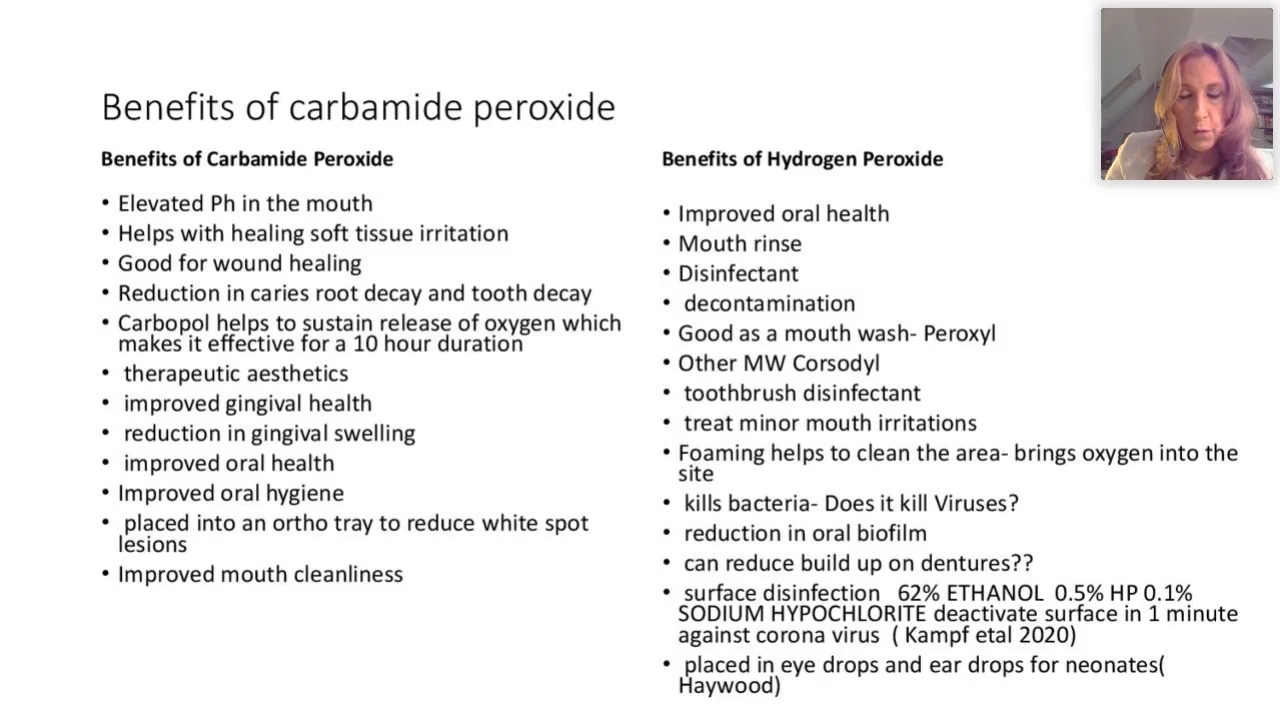 Benefits of carbamide peroxide
Benefits of Carbamide Peroxide
• Elevated Ph in the mouth
• Helps with healing soft tissue irritation
• Good for wound healing
• Reduction in caries root decay and tooth decay
• Carbopol helps to sustain release of oxygen which
makes it effective for a 10 hour duration
• therapeutic aesthetics
• improved gingival health
• reduction in gingival swelling
• improved oral health
• Improved oral hygiene
• placed into an ortho tray to reduce white spot
lesions
• Improved mouth cleanliness
Benefits of Hydrogen Peroxide
• Improved oral health
• Mouth rinse
• Disinfectant
• decontamination
• Good as a mouth wash- Peroxyl
• Other MW Corsodyl
• toothbrush disinfectant
• treat minor mouth irritations
• Foaming helps to clean the area- brings oxygen into the
site
• kills bacteria- Does it kill Viruses?
• reduction in oral biofilm
• can reduce build up on dentures??
• surface disinfection 62% ETHANOL 0.5% HP 0.1%
SODIUM HYPOCHLORITE deactivate surface in 1 minute
against corona virus ( Kampf etal 2020)
• placed in eye drops and ear drops for neonates(
Haywood)